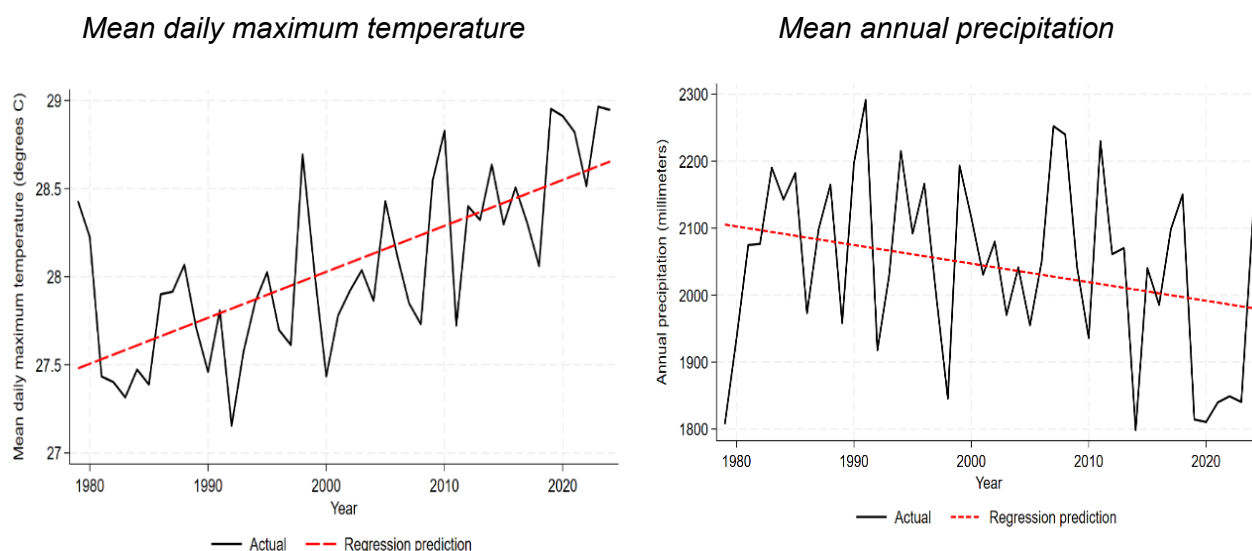 Mean daily maximum temperature
Mean daily maximum temperature (degrees C)
29
28.5
28
27.5
27
1980
1990
2000
2010
2020
Year
Actual
Regression prediction
Mean annual precipitation
Annual precipitation (millimeters)
2300
2200
2100
2000
1900
1800
1980
1990
2000
2010
2020
Year
Actual
Regression prediction